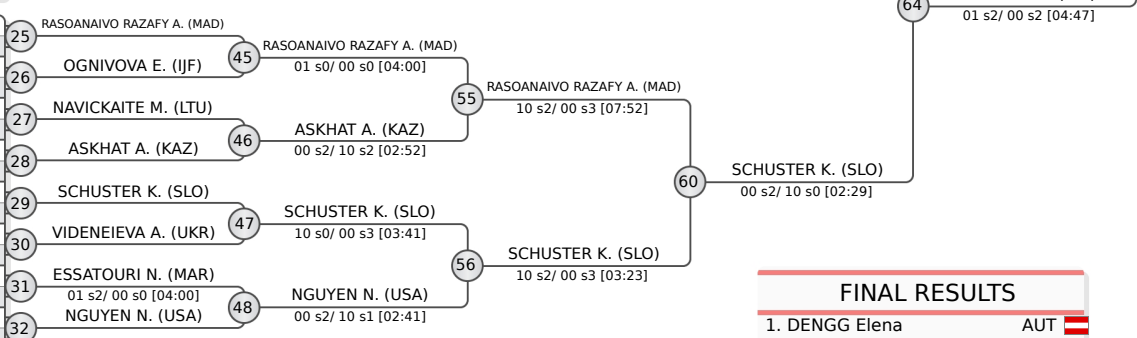 64
01 s2/ 00 s2 [04:47]
RASOANAIVO RAZAFY A. (MAD)
25
RASOANAIVO RAZAFY A. (MAD)
45
01 s0/ 00 s0 [04:00]
OGNIVOVA E. (IJF)
26
RASOANAIVO RAZAFY A. (MAD)
55
10 s2/ 00 s3 [07:52]
NAVICKAITE M. (LTU)
27
ASKHAT A. (KAZ)
46
00 s2/ 10 s2 [02:52]
ASKHAT A. (KAZ)
28
SCHUSTER K. (SLO)
60
00 s2/ 10 s0 [02:29]
SCHUSTER K. (SLO)
29
SCHUSTER K. (SLO)
47
10 s0/ 00 s3 [03:41]
VIDENEIEVA A. (UKR)
30
SCHUSTER K. (SLO)
56
10 s2/ 00 s3 [03:23]
ESSATOURI N. (MAR)
31
01 s2/ 00 s0 [04:00]
NGUYEN N. (USA)
48
00 s2/ 10 s1 [02:41]
NGUYEN N. (USA)
32
FINAL RESULTS
1. DENGG Elena AUT